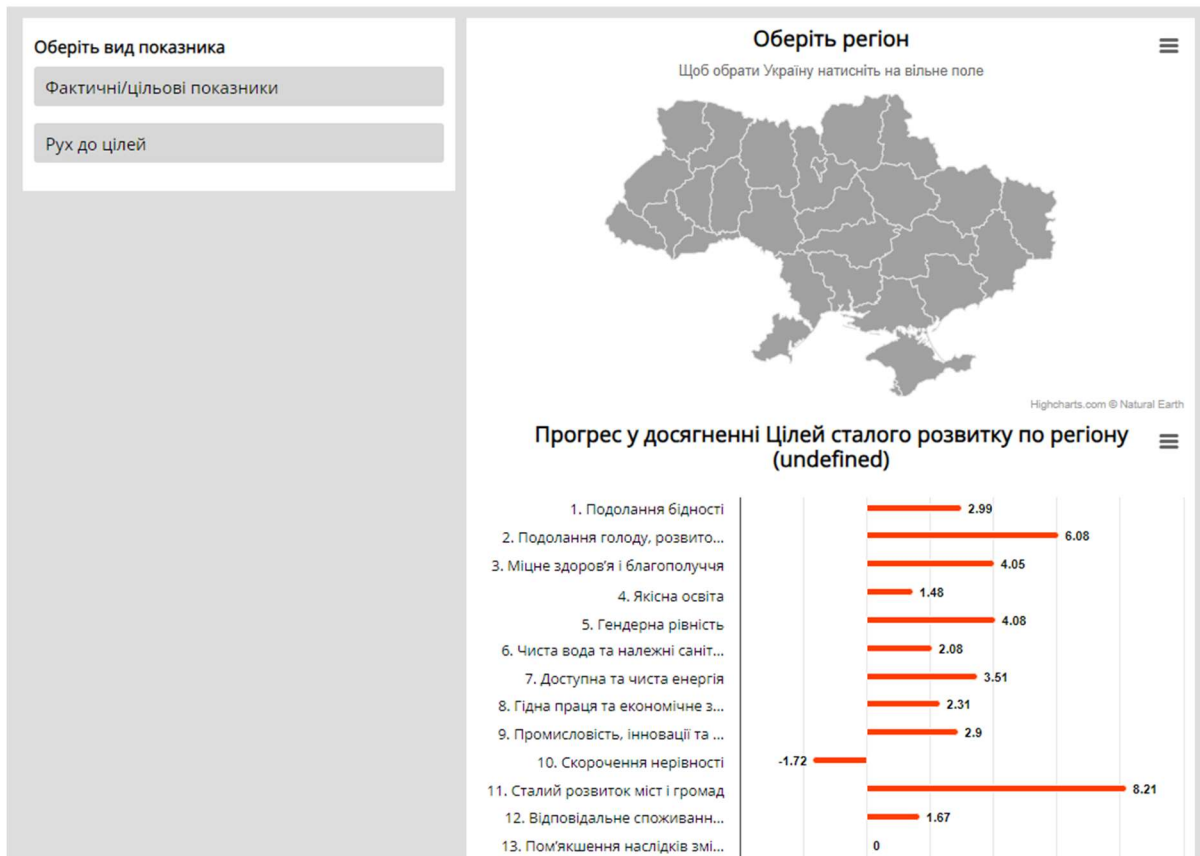 Оберіть вид показника
Фактичні/цільові показники
Рух до цілей
Оберіть регіон
Щоб обрати Україну натисніть на вільне поле
Highcharts.com © Natural Earth
Прогрес у досягненні Цілей сталого розвитку по регіону
(undefined)
1. Подолання бідності 2.99
2. Подолання голоду, розвито... 6.08
3. Міцне здоров'я і благополуччя 4.05
4. Якісна освіта 1.48
5. Гендерна рівність 4.08
6. Чиста вода та належні саніт... 2.08
7. Доступна та чиста енергія 3.51
8. Гідна праця та економічне з... 2.31
9. Промисловість, інновації та ... 2.9
10. Скорочення нерівності -1.72
11. Сталий розвиток міст і громад 8.21
12. Відповідальне споживанн... 1.67
13. Пом'якшення наслідків змі... 0